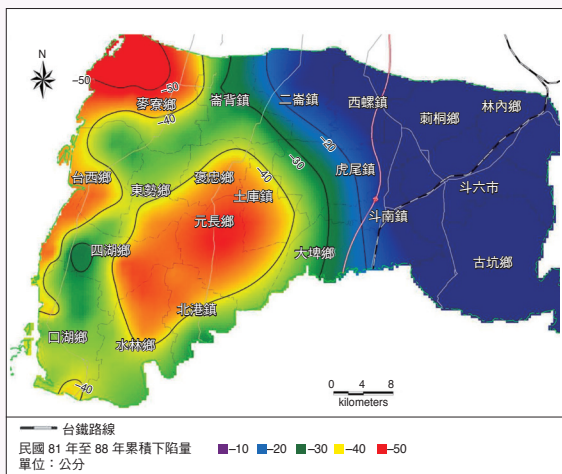 N
-50
-50
麥寮鄉
崙背鎮
二崙鎮
西螺鎮
莿桐鄉
林內鄉
-40
-20
台西鄉
東勢鄉
褒忠鄉
-40
-30
虎尾鎮
土庫鎮
斗六市
元長鄉
斗南鎮
四湖鄉
大埤鄉
古坑鄉
北港鎮
口湖鄉
水林鄉
-40
0 4 8
kilometers
台鐵路線
民國 81 年至 88 年累積下陷量
單位：公分
-10 -20 -30 -40 -50